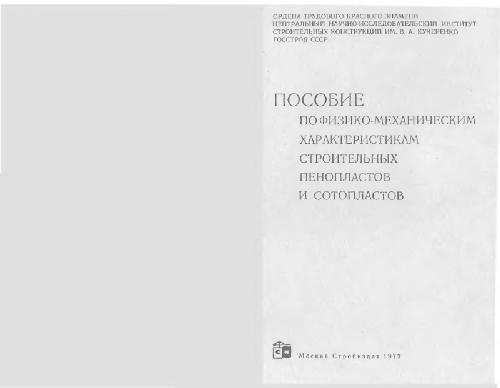 ОРДЕНА ТРУДОВОГО КРАСНОГО ЗНАМЕНИ
ЦЕНТРАЛЬНЫЙ НАУЧНО-ИССЛЕДОВАТЕЛЬСКИЙ ИНСТИТУТ
СТРОИТЕЛЬНЫХ КОНСТРУКЦИЙ ИМ. В. А. КУЧЕРЕНКО
ГОССТРОЯ СССР
ПОСОБИЕ
ПО ФИЗИКО-МЕХАНИЧЕСКИМ
ХАРАКТЕРИСТИКАМ
СТРОИТЕЛЬНЫХ
ПЕНОПЛАСТОВ
И СОТОПЛАСТОВ
Москва Стройиздат 1977